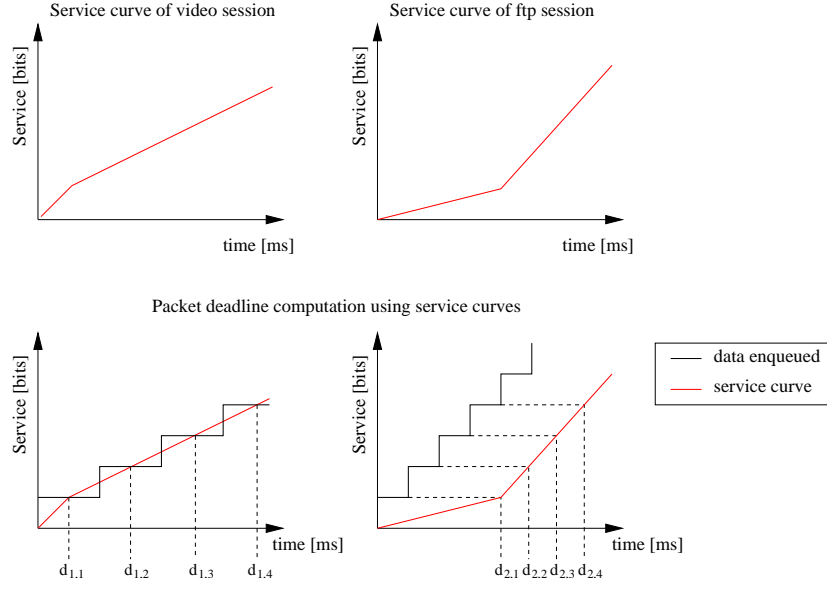 Service curve of video session
Service curve of ftp session
Service [bits]
Service [bits]
time [ms]
time [ms]
Packet deadline computation using service curves
Service [bits]
Service [bits]
data enqueued
service curve
time [ms]
time [ms]
d1.1
d1.2
d1.3
d1.4
d2.1
d2.2
d2.3
d2.4